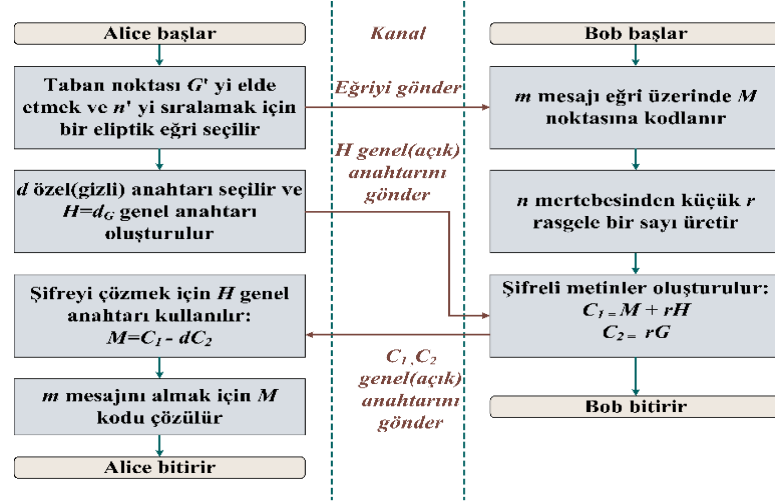 Alice başlar
Kanal
Bob başlar
Taban noktası G' yi elde
etmek ve n' yi sıralamak için
bir eliptik eğri seçilir
Eğriyi gönder
m mesajı eğri üzerinde M
noktasına kodlanır
H genel(açık)
anahtarını
gönder
d özel(gizli) anahtarı seçilir ve
H=d_G genel anahtarı
oluşturulur
n mertebesinden küçük r
rasgele bir sayı üretir
Şifreyi çözmek için H genel
anahtarı kullanılır:
M=C₁ - dC₂
Şifreli metinler oluşturulur:
C₁ = M + rH
C₂ = rG
C₁,C₂
genel(açık)
anahtarını
gönder
m mesajını almak için M
kodu çözülür
Bob bitirir
Alice bitirir